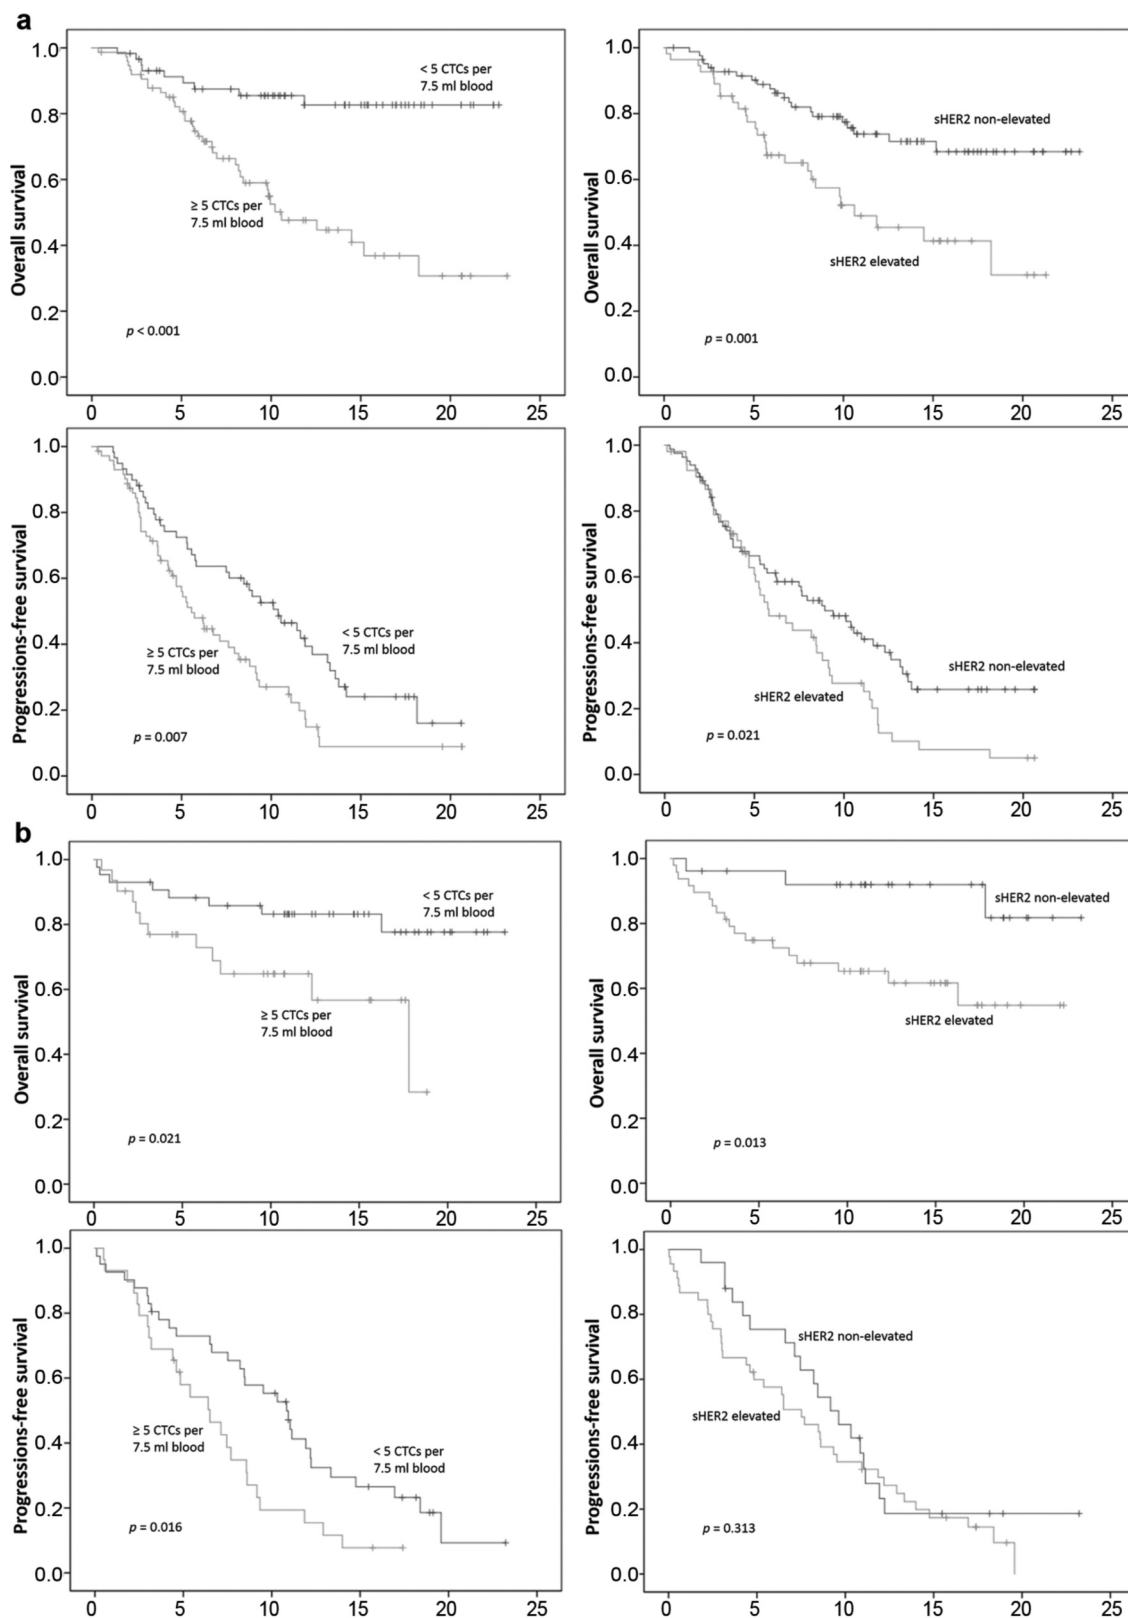 a
1.0
0.8
0.6
0.4
0.2
0.0
Overall survival
< 5 CTCs per
7.5 ml blood
≥ 5 CTCs per
7.5 ml blood
p < 0.001
0 5 10 15 20 25
1.0
0.8
0.6
0.4
0.2
0.0
Overall survival
sHER2 non-elevated
sHER2 elevated
p = 0.001
0 5 10 15 20 25
1.0
0.8
0.6
0.4
0.2
0.0
Progressions-free survival
< 5 CTCs per
7.5 ml blood
≥ 5 CTCs per
7.5 ml blood
p = 0.007
0 5 10 15 20 25
1.0
0.8
0.6
0.4
0.2
0.0
Progressions-free survival
sHER2 non-elevated
sHER2 elevated
p = 0.021
0 5 10 15 20 25
b
1.0
0.8
0.6
0.4
0.2
0.0
Overall survival
< 5 CTCs per
7.5 ml blood
≥ 5 CTCs per
7.5 ml blood
p = 0.021
0 5 10 15 20 25
1.0
0.8
0.6
0.4
0.2
0.0
Overall survival
sHER2 non-elevated
sHER2 elevated
p = 0.013
0 5 10 15 20 25
1.0
0.8
0.6
0.4
0.2
0.0
Progressions-free survival
≥ 5 CTCs per
7.5 ml blood
< 5 CTCs per
7.5 ml blood
p = 0.016
0 5 10 15 20 25
1.0
0.8
0.6
0.4
0.2
0.0
Progressions-free survival
sHER2 non-elevated
sHER2 elevated
p = 0.313
0 5 10 15 20 25